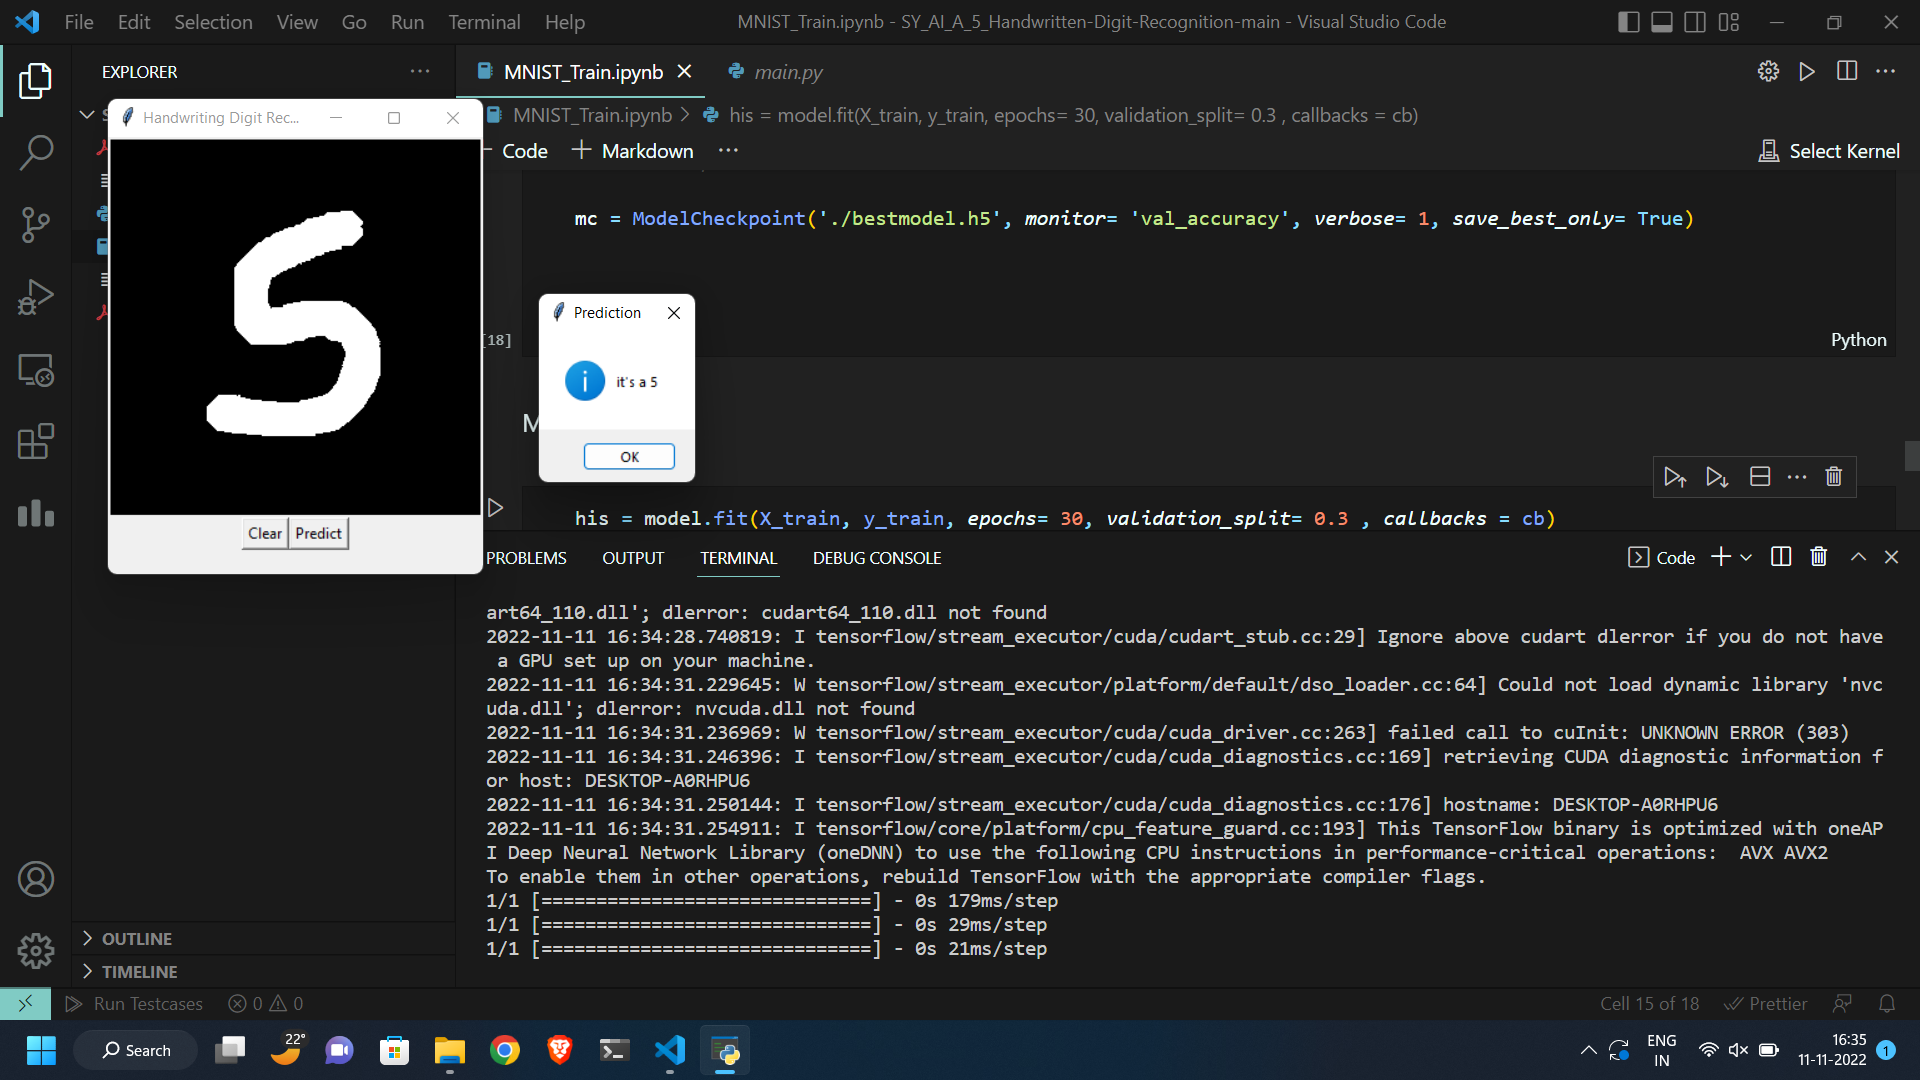 File Edit Selection View Go Run Terminal Help
MNIST_Train.ipynb - SY_AI_A_5_Handwritten-Digit-Recognition-main - Visual Studio Code
EXPLORER
MNIST_Train.ipynb
main.py
MNIST_Train.ipynb > his = model.fit(X_train, y_train, epochs= 30, validation_split= 0.3 , callbacks = cb)
Code + Markdown ...
Select Kernel
Handwriting Digit Rec...
5
Clear Predict
mc = ModelCheckpoint('./bestmodel.h5', monitor= 'val_accuracy', verbose= 1, save_best_only= True)
[18]
Python
Prediction
i it's a 5
OK
M
his = model.fit(X_train, y_train, epochs= 30, validation_split= 0.3 , callbacks = cb)
PROBLEMS OUTPUT TERMINAL DEBUG CONSOLE
Code
art64_110.dll'; dlerror: cudart64_110.dll not found
2022-11-11 16:34:28.740819: I tensorflow/stream_executor/cuda/cudart_stub.cc:29] Ignore above cudart dlerror if you do not have
a GPU set up on your machine.
2022-11-11 16:34:31.229645: W tensorflow/stream_executor/platform/default/dso_loader.cc:64] Could not load dynamic library 'nvc
uda.dll'; dlerror: nvcuda.dll not found
2022-11-11 16:34:31.236969: W tensorflow/stream_executor/cuda/cuda_driver.cc:263] failed call to cuInit: UNKNOWN ERROR (303)
2022-11-11 16:34:31.246396: I tensorflow/stream_executor/cuda/cuda_diagnostics.cc:169] retrieving CUDA diagnostic information f
or host: DESKTOP-A0RHPU6
2022-11-11 16:34:31.250144: I tensorflow/stream_executor/cuda/cuda_diagnostics.cc:176] hostname: DESKTOP-A0RHPU6
2022-11-11 16:34:31.254911: I tensorflow/core/platform/cpu_feature_guard.cc:193] This TensorFlow binary is optimized with oneAP
I Deep Neural Network Library (oneDNN) to use the following CPU instructions in performance-critical operations:  AVX AVX2
To enable them in other operations, rebuild TensorFlow with the appropriate compiler flags.
1/1 [==============================] - 0s 179ms/step
1/1 [==============================] - 0s 29ms/step
1/1 [==============================] - 0s 21ms/step
OUTLINE
TIMELINE
Run Testcases 0 0
Cell 15 of 18 Prettier
Search
22°
ENG
IN
16:35
11-11-2022
1